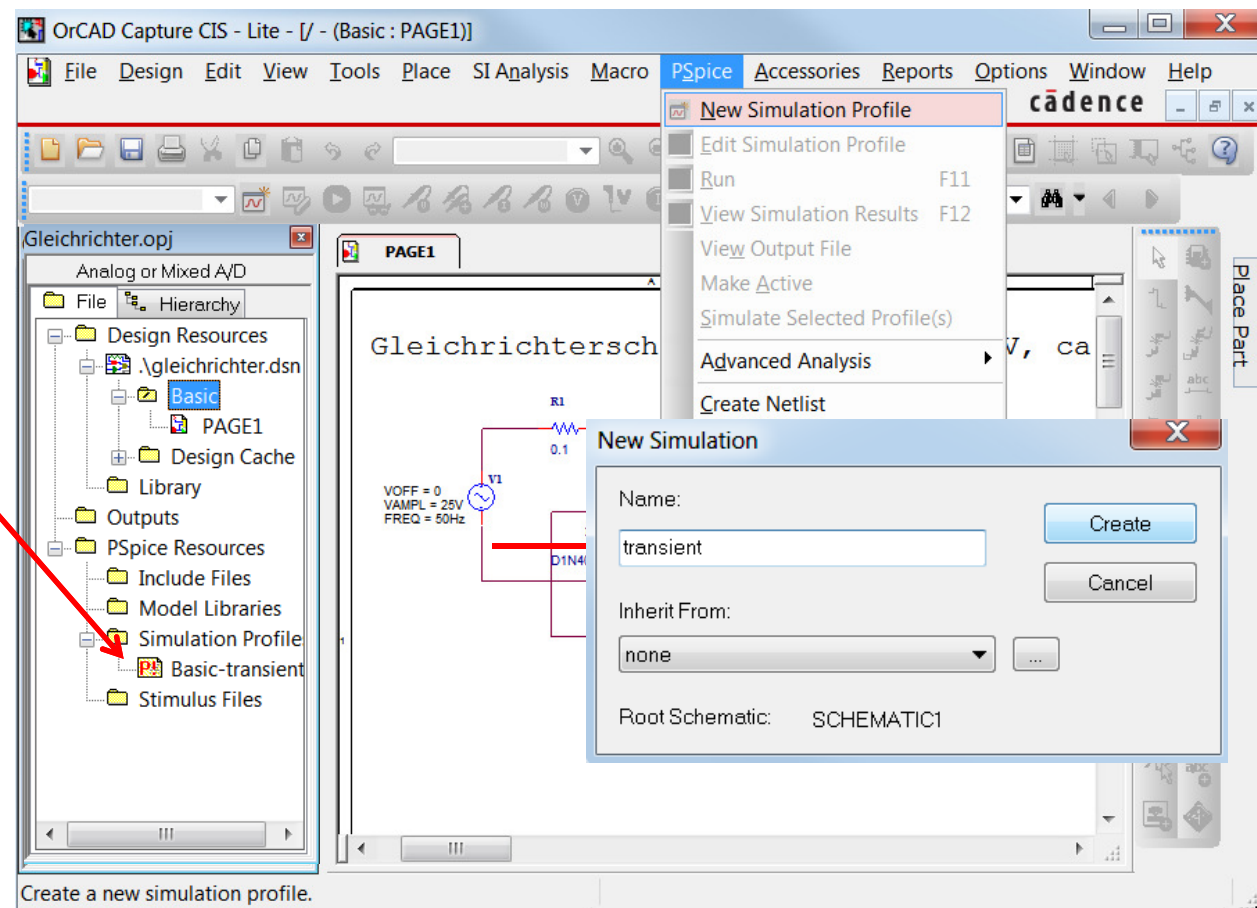 OrCAD Capture CIS - Lite - [/ - (Basic : PAGE1)]
File Design Edit View Tools Place SI Analysis Macro PSpice Accessories Reports Options Window Help
cādence
New Simulation Profile
Edit Simulation Profile
Run F11
View Simulation Results F12
View Output File
Make Active
Simulate Selected Profile(s)
Advanced Analysis
Create Netlist
Gleichrichter.opj
Analog or Mixed A/D
File Hierarchy
Design Resources
.\gleichrichter.dsn
Basic
PAGE1
Design Cache
Library
Outputs
PSpice Resources
Include Files
Model Libraries
Simulation Profile
Basic-transient
Stimulus Files
PAGE1
A
Gleichrichtersch V, ca
R1
0.1
V1
VOFF = 0
VAMPL = 25V
FREQ = 50Hz
D1N4
1
Place Part
abc
New Simulation
Name:
transient
Create
Cancel
Inherit From:
none
...
Root Schematic: SCHEMATIC1
abc
Create a new simulation profile.